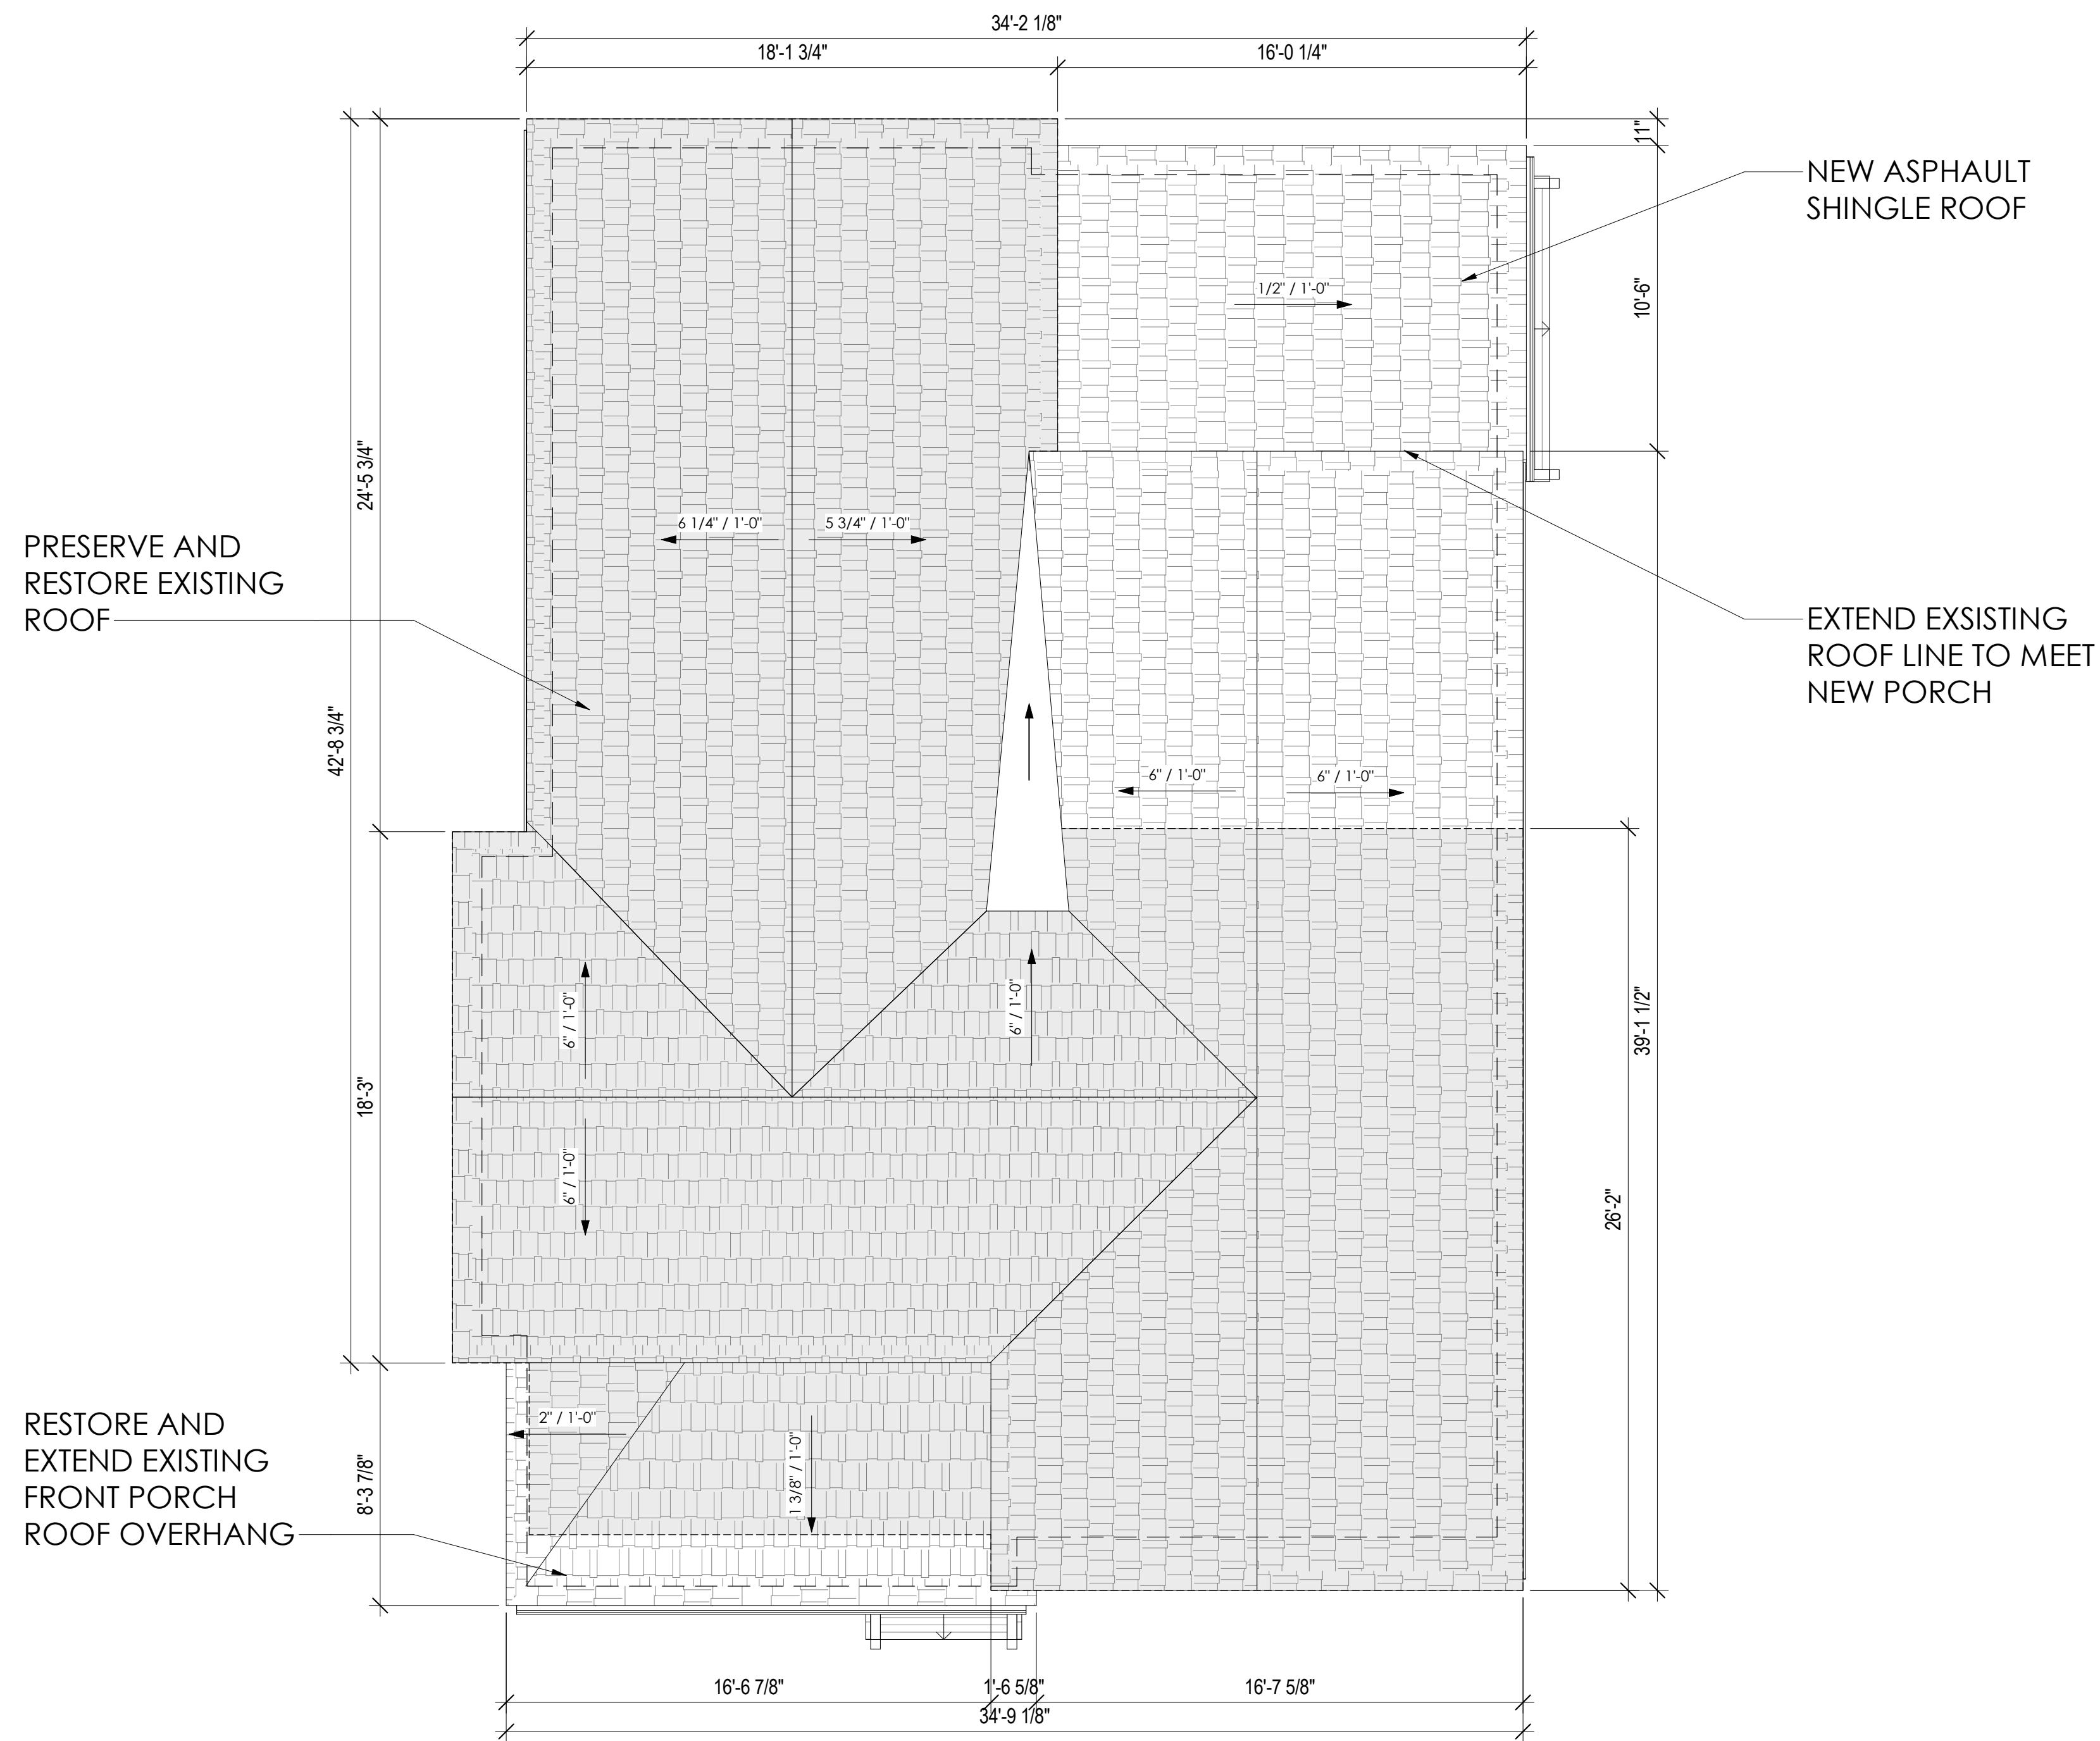 34'-2 1/8"
18'-1 3/4"
16'-0 1/4"
11"
NEW ASPHAULT
SHINGLE ROOF
10'-6"
1/2" / 1'-0"
24'-5 3/4"
6 1/4" / 1'-0"
5 3/4" / 1'-0"
PRESERVE AND
RESTORE EXISTING
ROOF
EXTEND EXSISTING
ROOF LINE TO MEET
NEW PORCH
42'-8 3/4"
6" / 1'-0"
6" / 1'-0"
6" / 1'-0"
6" / 1'-0"
39'-1 1/2"
18'-3"
6" / 1'-0"
26'-2"
RESTORE AND
EXTEND EXISTING
FRONT PORCH
ROOF OVERHANG
2" / 1'-0"
8'-3 7/8"
1 3/8" / 1'-0"
16'-6 7/8"
1'-6 5/8"
16'-7 5/8"
34'-9 1/8"